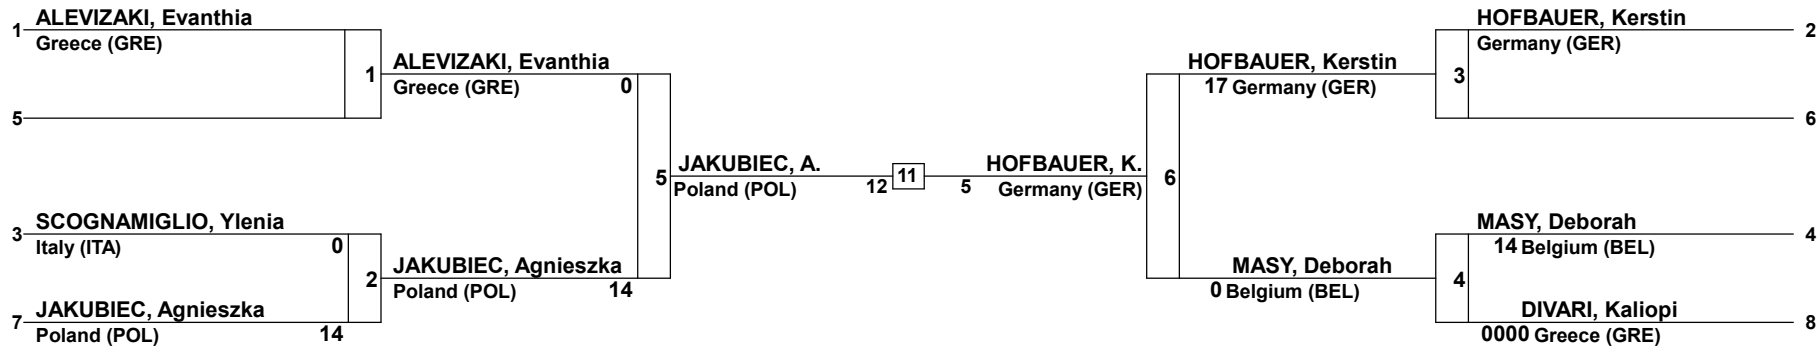 ALEVIZAKI, Evanthia
1
Greece (GRE)
5
1
ALEVIZAKI, Evanthia
Greece (GRE) 0
SCOGNAMIGLIO, Ylenia
3
Italy (ITA) 0
JAKUBIEC, Agnieszka
7
Poland (POL) 14
2
JAKUBIEC, Agnieszka
Poland (POL) 14
5
JAKUBIEC, A.
Poland (POL) 12
11
HOFBAUER, K.
5 Germany (GER)
6
HOFBAUER, Kerstin
17 Germany (GER)
MASY, Deborah
0 Belgium (BEL)
3
HOFBAUER, Kerstin
2
Germany (GER)
6
4
MASY, Deborah
4
14 Belgium (BEL)
DIVARI, Kaliopi
8
0000 Greece (GRE)